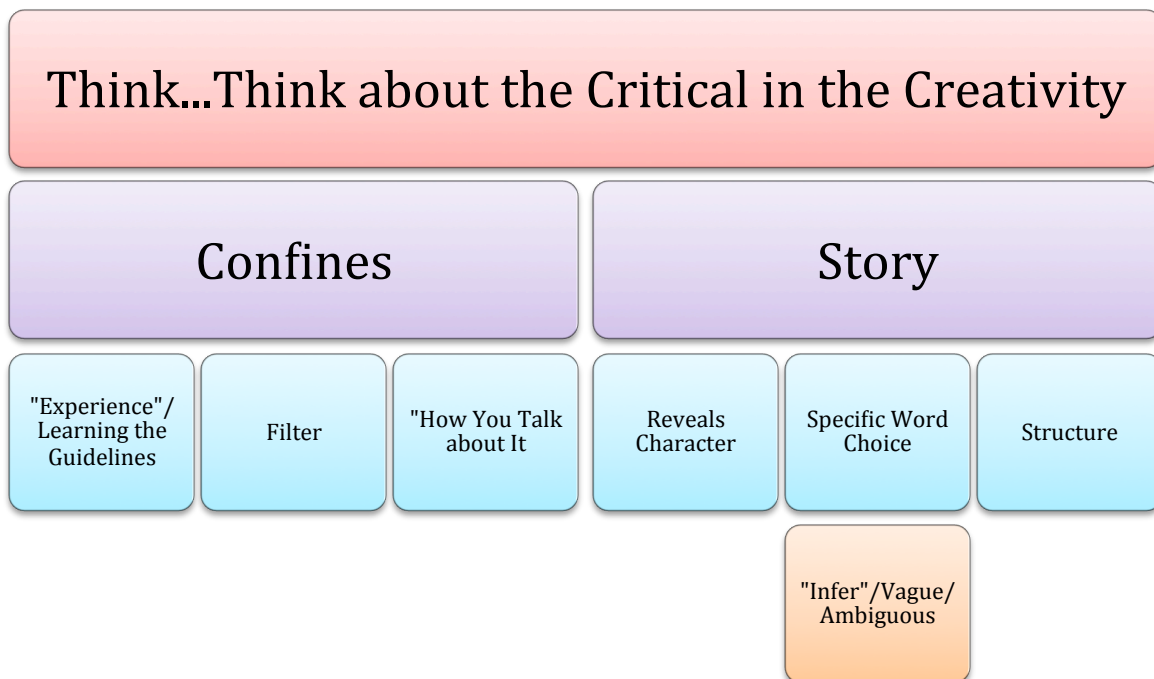 Think...Think about the Critical in the Creativity
Confines
Story
"Experience"/
Learning the
Guidelines
Filter
"How You Talk
about It
Reveals
Character
Specific Word
Choice
Structure
"Infer"/Vague/
Ambiguous